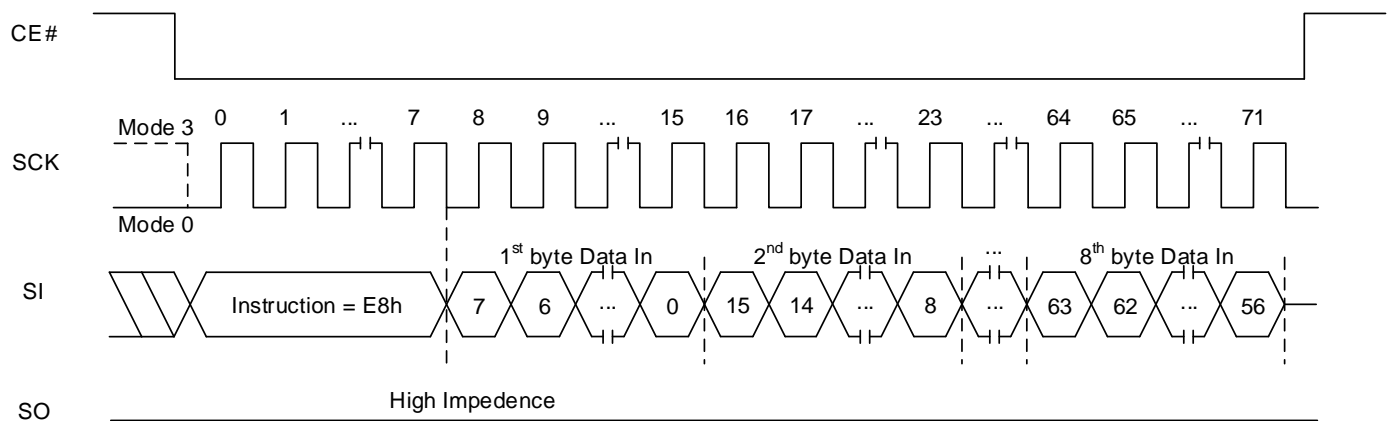 CE#
0 1 ... 7 8 9 ... 15 16 17 ... 23 ... 64 65 ... 71
Mode 3
SCK
Mode 0
1st byte Data In 2nd byte Data In ... 8th byte Data In
SI Instruction = E8h 7 6 ... 0 15 14 ... 8 ... 63 62 ... 56
High Impedence
SO